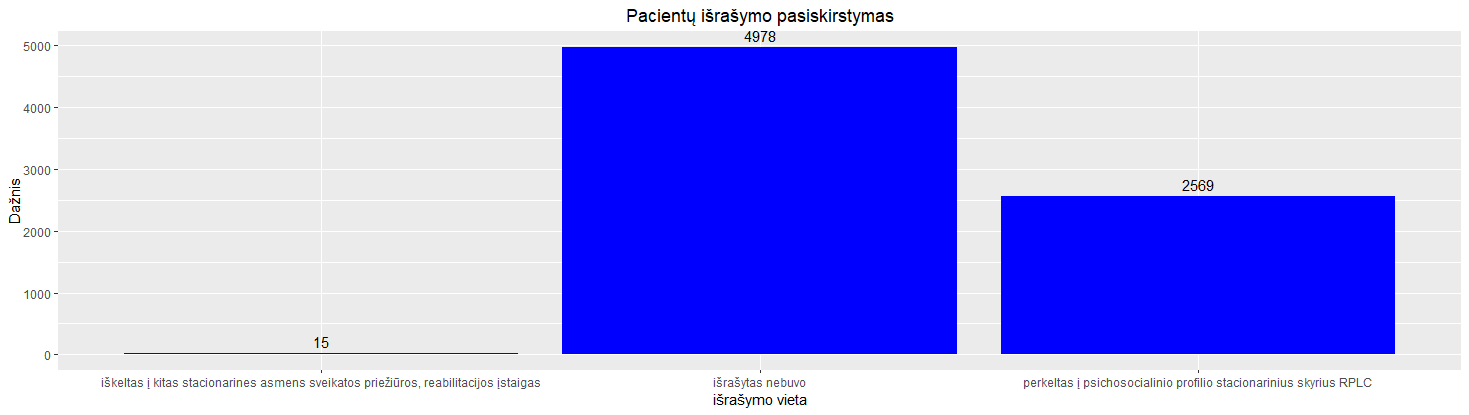 Pacientų išrašymo pasiskirstymas
4978
5000
4000
3000
2569
2000
1000
15
0
Dažnis
iškeltas į kitas stacionarines asmens sveikatos priežiūros, reabilitacijos įstaigas
išrašytas nebuvo
perkeltas į psichosocialinio profilio stacionarinius skyrius RPLC
išrašymo vieta